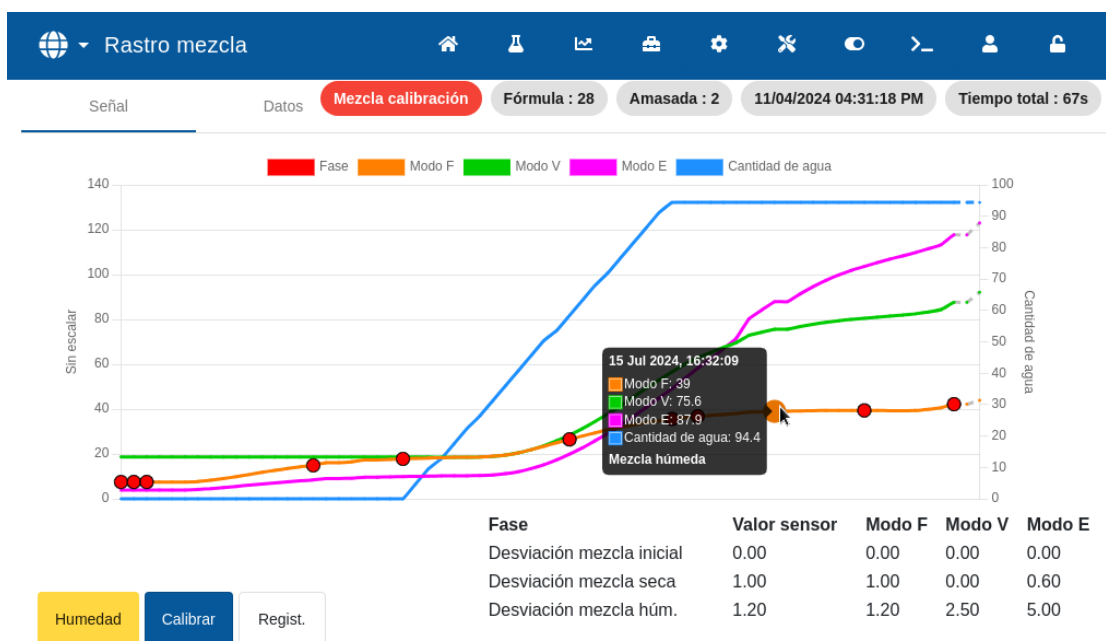 Rastro mezcla
Señal
Datos
Mezcla calibración
Fórmula : 28
Amasada : 2
11/04/2024 04:31:18 PM
Tiempo total : 67s
Fase
Modo F
Modo V
Modo E
Cantidad de agua
140
120
100
80
60
40
20
0
Sin escalar
100
90
80
70
60
50
40
30
20
10
0
Cantidad de agua
15 Jul 2024, 16:32:09
Modo F: 39
Modo V: 75.6
Modo E: 87.9
Cantidad de agua: 94.4
Mezcla húmeda
Fase Valor sensor Modo F Modo V Modo E
Desviación mezcla inicial 0.00 0.00 0.00 0.00
Desviación mezcla seca 1.00 1.00 0.00 0.60
Desviación mezcla húm. 1.20 1.20 2.50 5.00
Humedad
Calibrar
Regist.